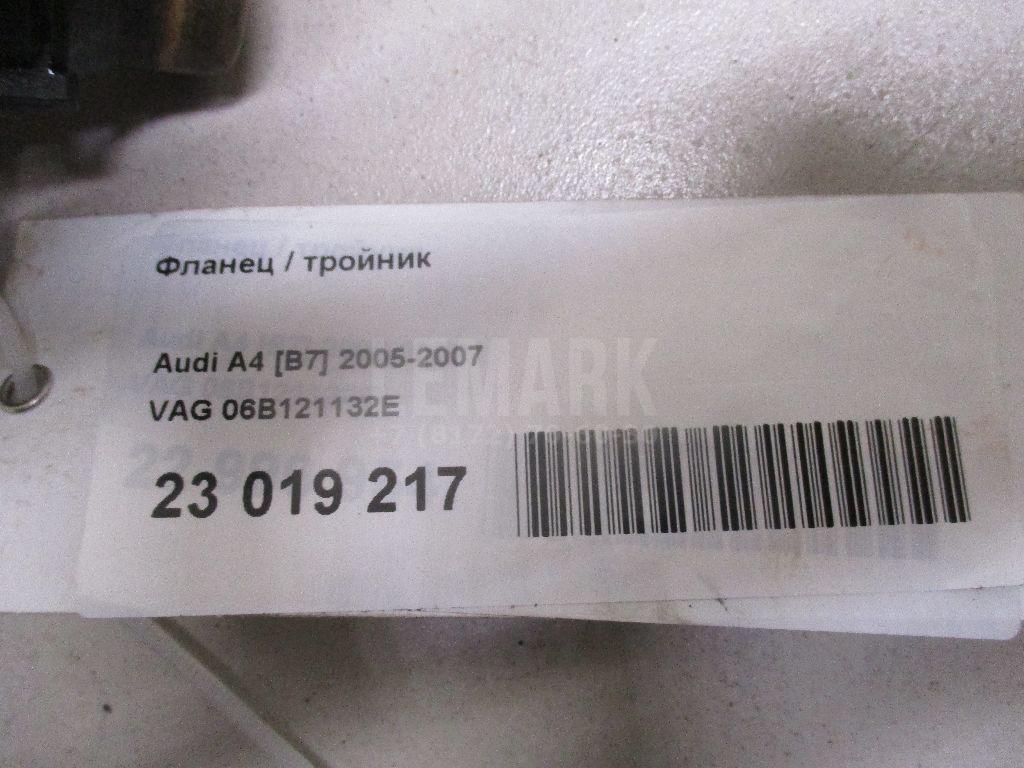 Фланец / тройник
Audi A4 [B7] 2005-2007
VAG 06B121132E
23 019 217